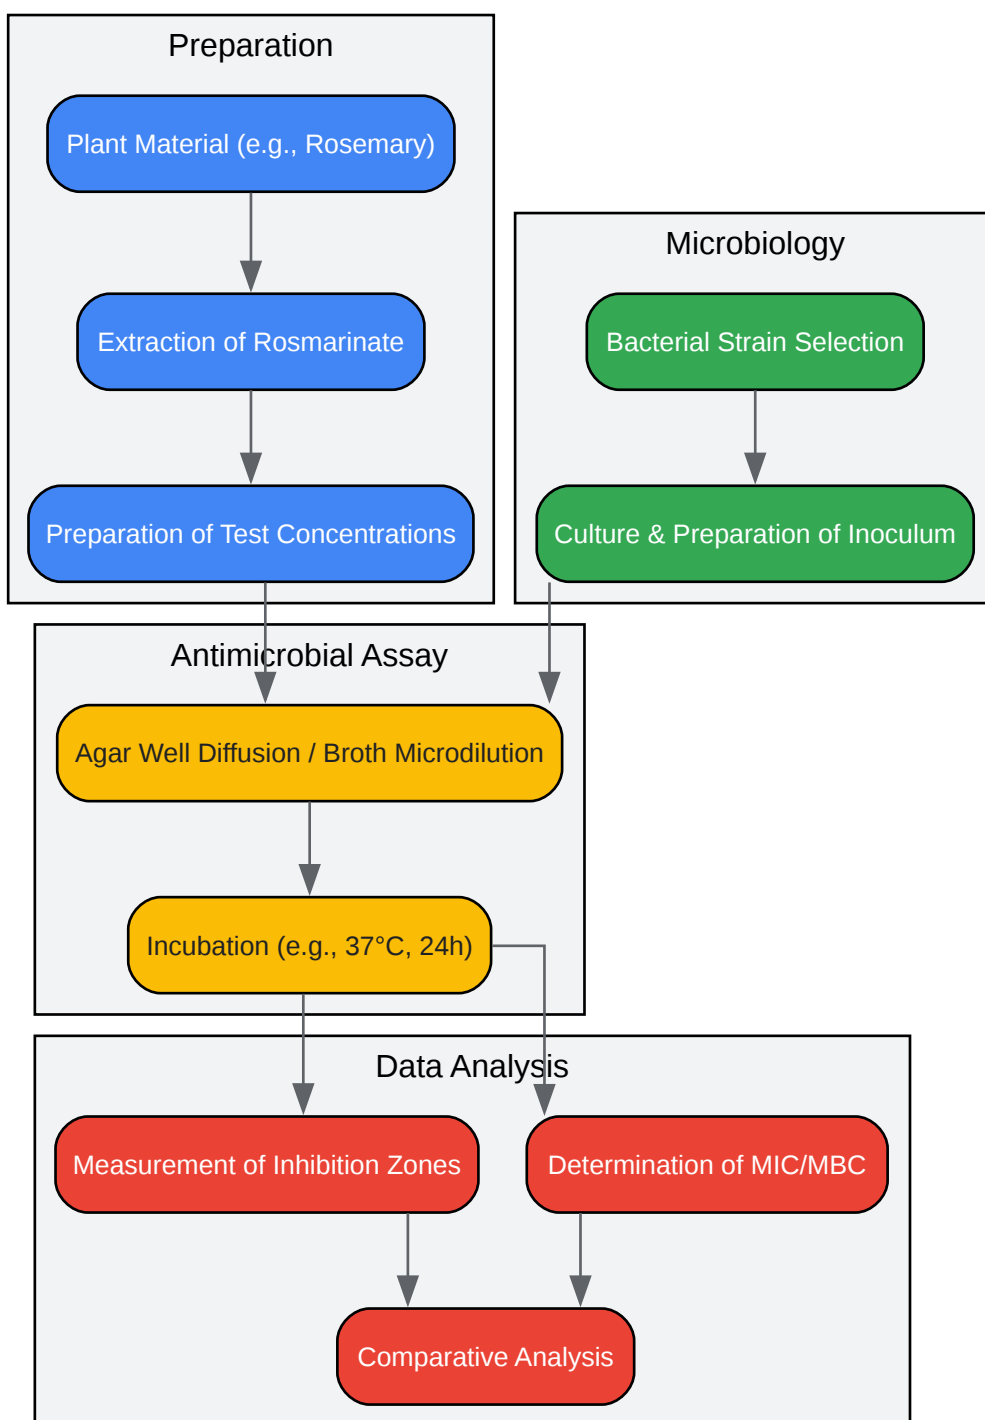 Preparation
Plant Material (e.g., Rosemary)
Extraction of Rosmarinate
Preparation of Test Concentrations
Microbiology
Bacterial Strain Selection
Culture & Preparation of Inoculum
Antimicrobial Assay
Agar Well Diffusion / Broth Microdilution
Incubation (e.g., 37°C, 24h)
Data Analysis
Measurement of Inhibition Zones
Determination of MIC/MBC
Comparative Analysis